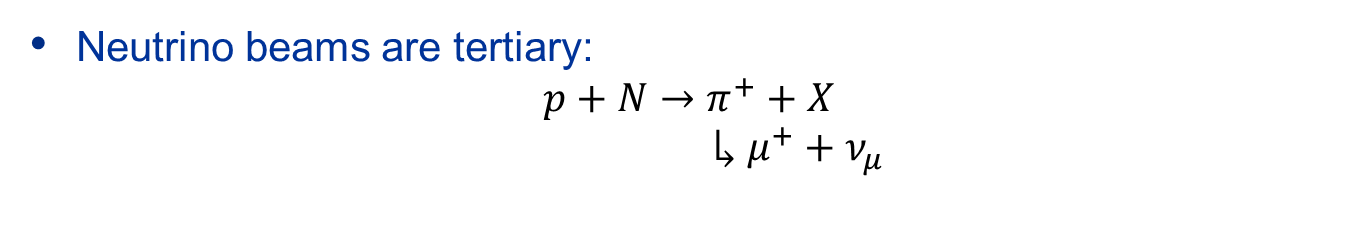 • Neutrino beams are tertiary:
𝑝 + 𝑁 → 𝜋⁺ + 𝑋
↳ 𝜇⁺ + 𝜈_𝜇